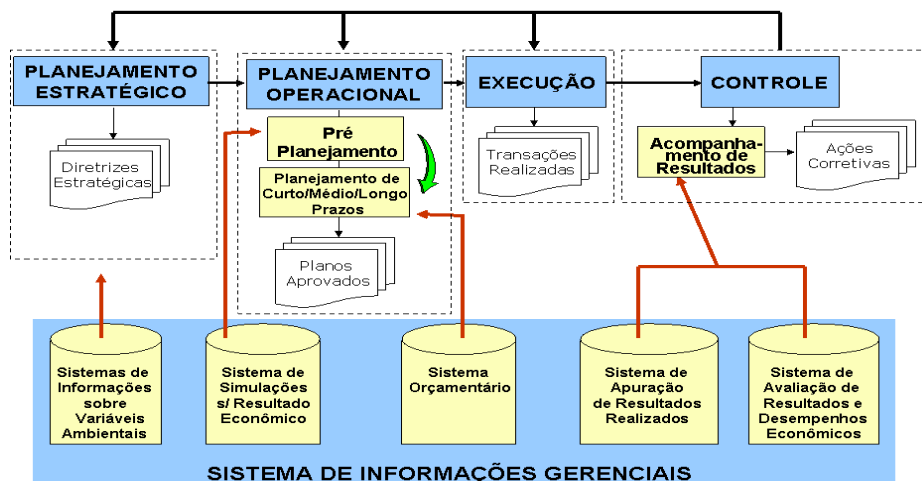 PLANEJAMENTO
ESTRATÉGICO
PLANEJAMENTO
OPERACIONAL
EXECUÇÃO
CONTROLE
Diretrizes
Estratégicas
Pré
Planejamento
Planejamento de
Curto/Médio/Longo
Prazos
Planos
Aprovados
Transações
Realizadas
Acompanha-
mento de
Resultados
Ações
Corretivas
Sistemas de
Informações
sobre
Variáveis
Ambientais
Sistema de
Simulações
s/ Resultado
Econômico
Sistema
Orçamentário
Sistema de
Apuração
de Resultados
Realizados
Sistema de
Avaliação de
Resultados e
Desempenhos
Econômicos
SISTEMA DE INFORMAÇÕES GERENCIAIS